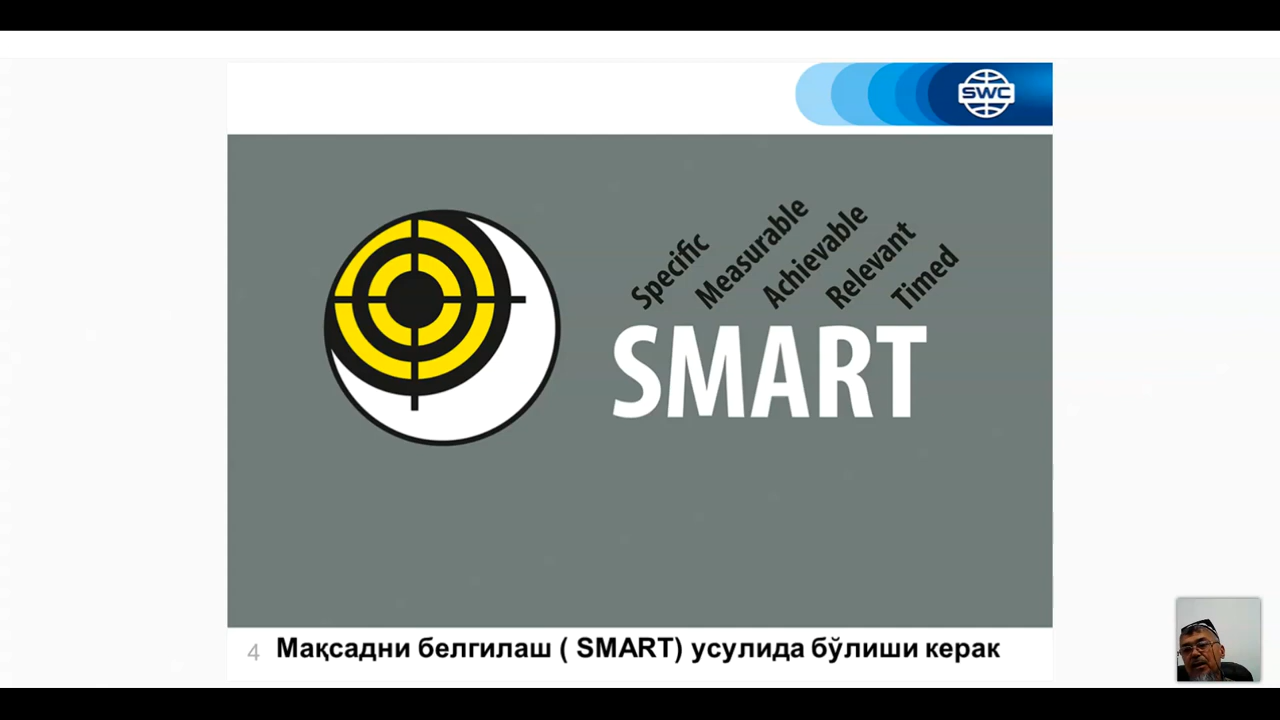 SWC
Specific
Measurable
Achievable
Relevant
Timed
SMART
4 Мақсадни белгилаш ( SMART) усулида бўлиши керак